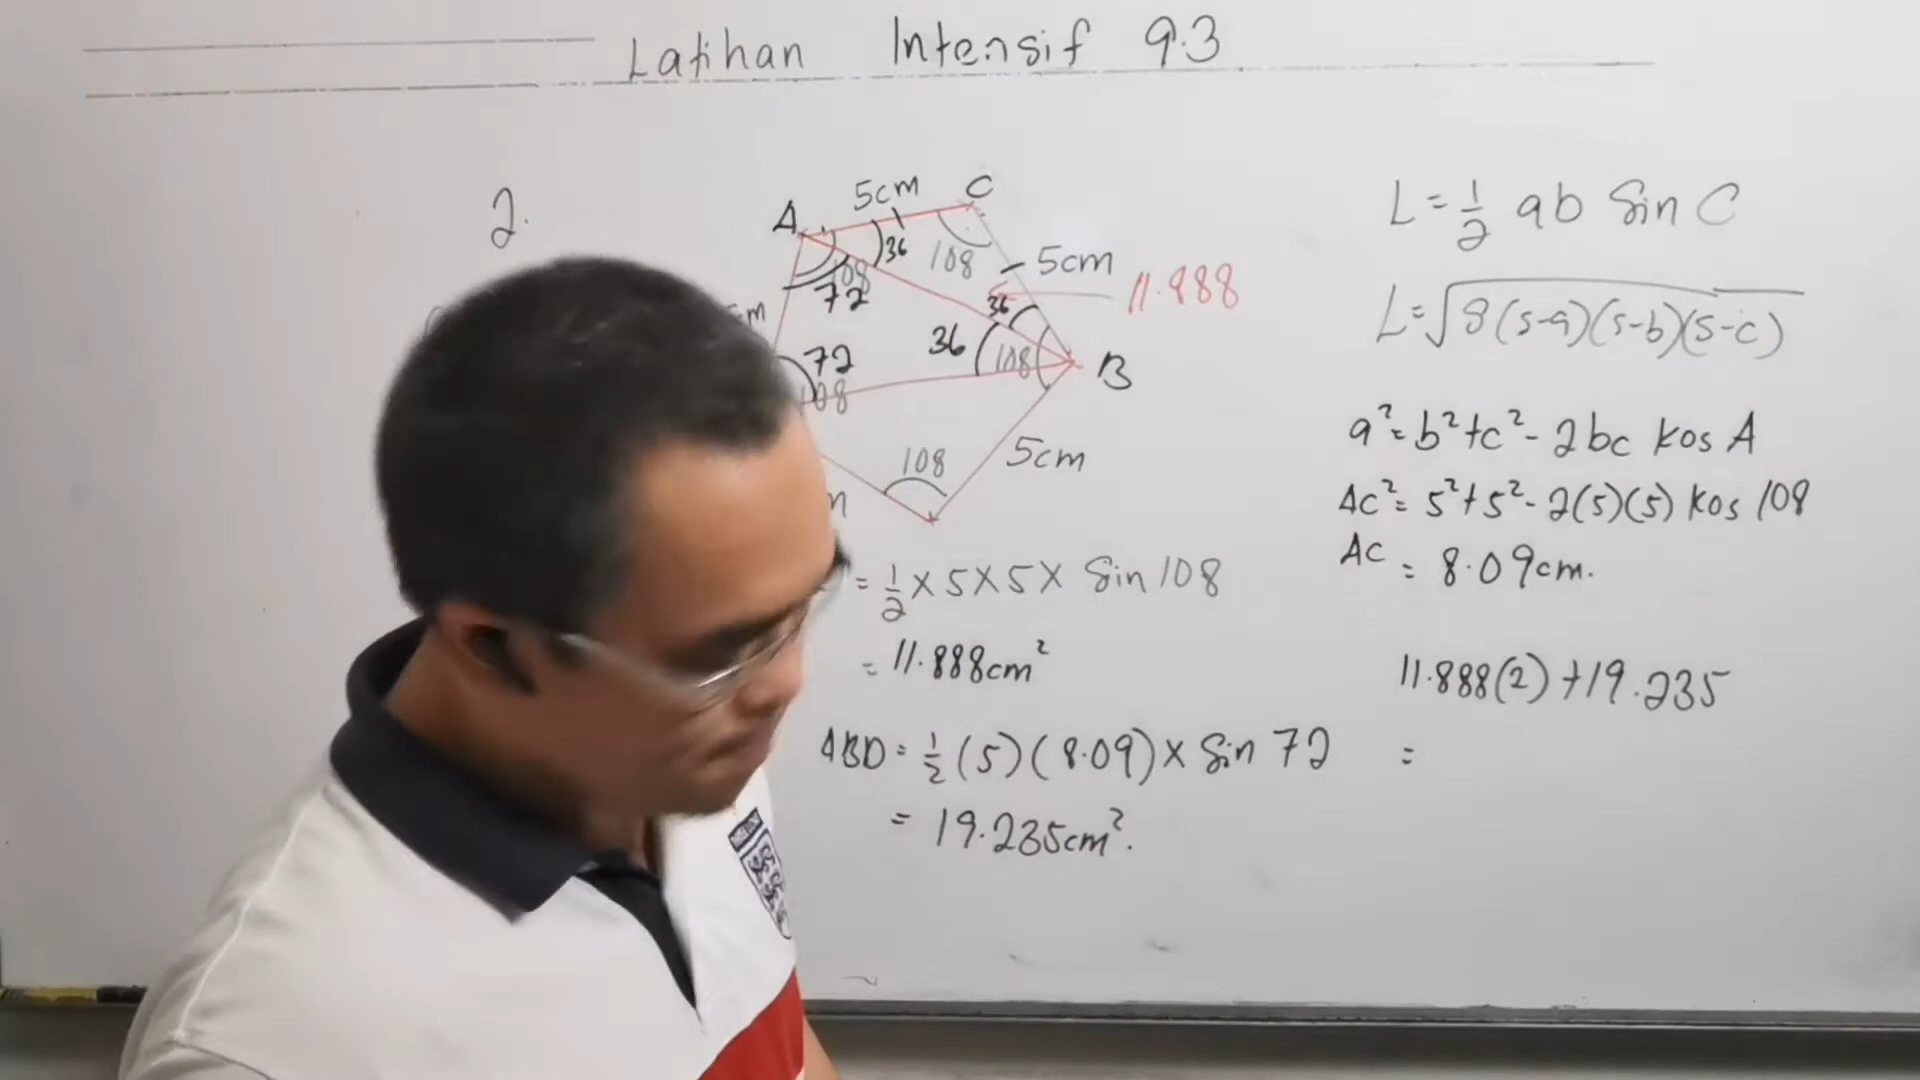 Latihan Intensif 9.3
2.
A 5cm C
36 108 5cm
108
72 36 11.888
m 72 36 108 B
108
108 5cm
= 1/2 × 5 × 5 × Sin 108
= 11.888cm²
ABD = 1/2 (5)(8.09) × Sin 72
= 19.235cm².
L = 1/2 ab Sin C
L = √S(s-a)(s-b)(s-c)
a² = b² + c² - 2bc kos A
AC² = 5² + 5² - 2(5)(5) kos 108
AC = 8.09cm.
11.888(2) + 19.235
=